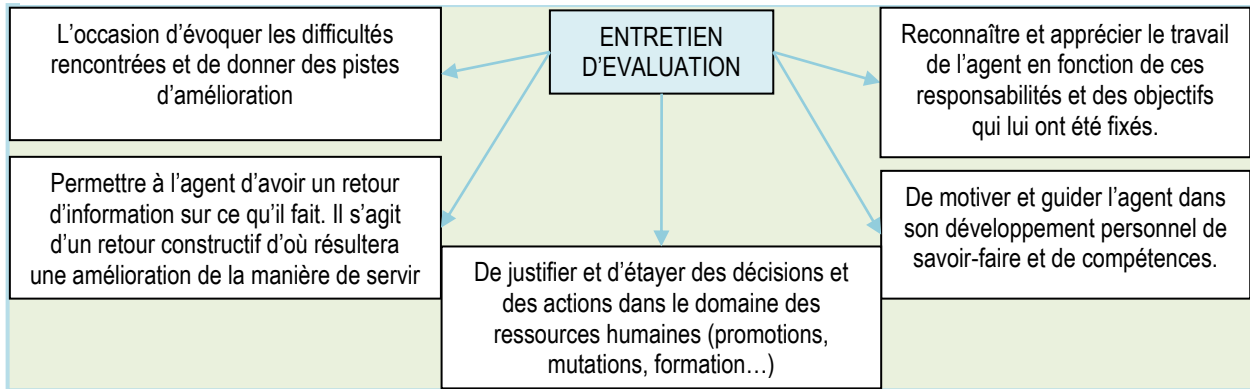 L’occasion d’évoquer les difficultés
rencontrées et de donner des pistes
d’amélioration
ENTRETIEN
D’EVALUATION
Reconnaître et apprécier le travail
de l’agent en fonction de ces
responsabilités et des objectifs
qui lui ont été fixés.
Permettre à l’agent d’avoir un retour
d’information sur ce qu’il fait. Il s’agit
d’un retour constructif d’où résultera
une amélioration de la manière de servir
De justifier et d’étayer des décisions et
des actions dans le domaine des
ressources humaines (promotions,
mutations, formation…)
De motiver et guider l’agent dans
son développement personnel de
savoir-faire et de compétences.